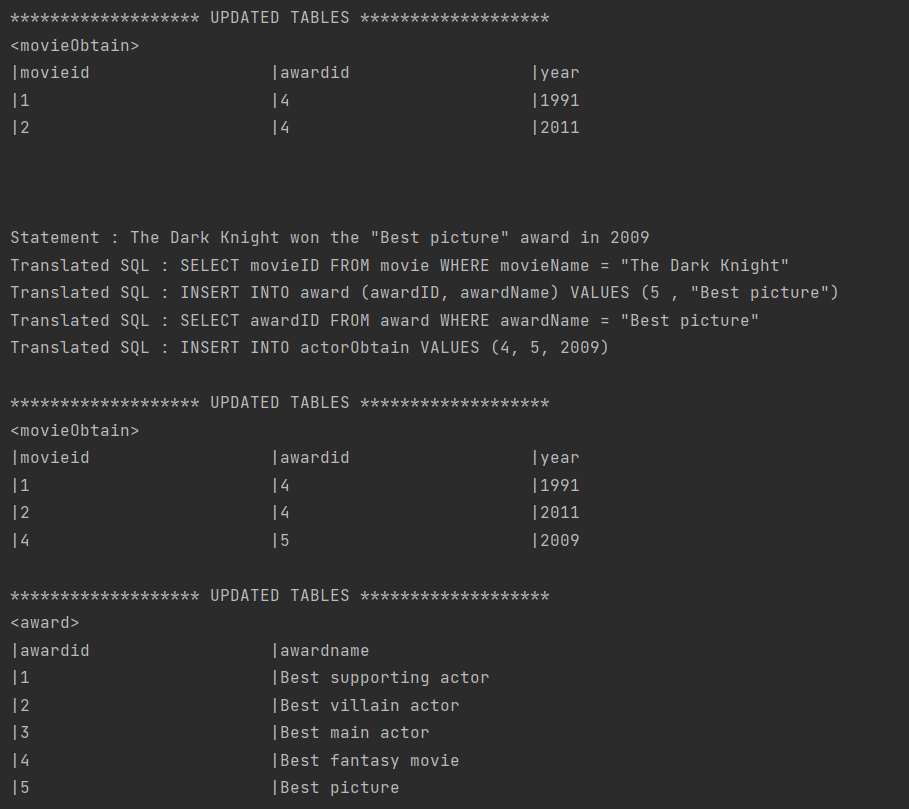 ******************* UPDATED TABLES *******************
<movieObtain>
|movieid                  |awardid                  |year
|1                        |4                        |1991
|2                        |4                        |2011
Statement : The Dark Knight won the "Best picture" award in 2009
Translated SQL : SELECT movieID FROM movie WHERE movieName = "The Dark Knight"
Translated SQL : INSERT INTO award (awardID, awardName) VALUES (5 , "Best picture")
Translated SQL : SELECT awardID FROM award WHERE awardName = "Best picture"
Translated SQL : INSERT INTO actorObtain VALUES (4, 5, 2009)
******************* UPDATED TABLES *******************
<movieObtain>
|movieid                  |awardid                  |year
|1                        |4                        |1991
|2                        |4                        |2011
|4                        |5                        |2009
******************* UPDATED TABLES *******************
<award>
|awardid                  |awardname
|1                        |Best supporting actor
|2                        |Best villain actor
|3                        |Best main actor
|4                        |Best fantasy movie
|5                        |Best picture